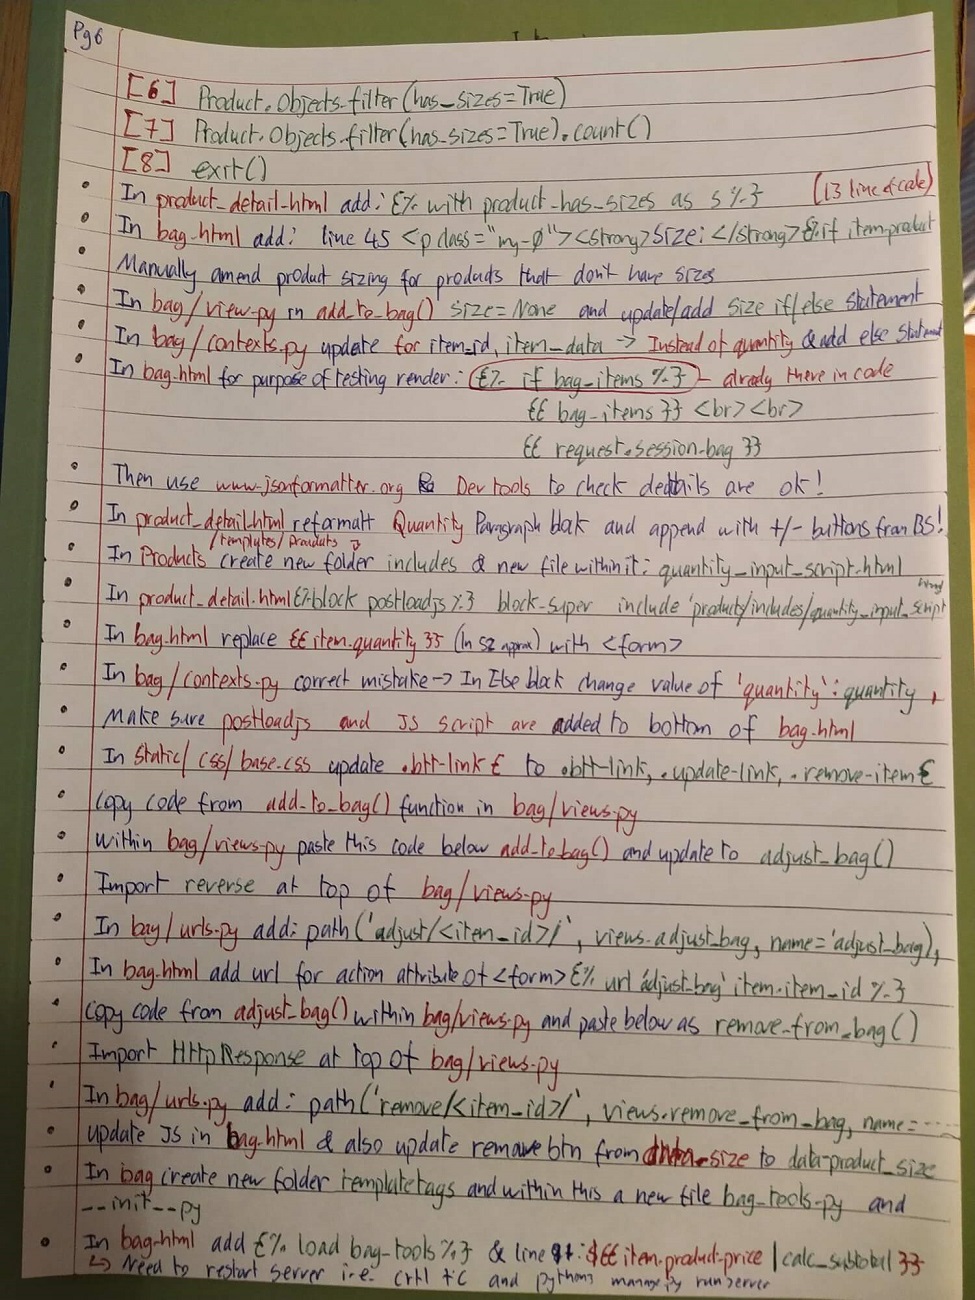 Pg6
[6] Product.Objects.filter(has_sizes=True)
[7] Product.Objects.filter(has_sizes=True).count()
[8] exit()
• In product_detail.html add: {% with product.has_sizes as s %} (13 line of code)
• In bag.html add: line 45 <p class="my-0"><strong>Size: </strong>{% if item.product
Manually amend product sizing for products that don't have sizes
• In bag/view.py in add_to_bag() size=None and update/add size if/else statement
• In bag/contexts.py update for item_id, item_data → Instead of quantity & add else statement
• In bag.html for purpose of testing render: {% if bag_items %} - already there in code
{{ bag_items }} <br><br>
{{ request.session.bag }}
• Then use www.jsonformatter.org Dev tools to check details are ok!
• In product_detail.html reformatt Quantity Paragraph block and append with +/- buttons from BS!
/templates/products
• In Products create new folder includes & new file within it: quantity_input_script.html
• In product_detail.html {% block postloadjs %} block.super include 'products/includes/quantity_input_script html
• In bag.html replace {{ item.quantity }} (ln 52 approx) with <form>
• In bag/contexts.py correct mistake → In Else block change value of 'quantity': quantity,
• Make sure postloadjs and JS script are added to bottom of bag.html
• In static/css/base.css update .btt-link { to .btt-link, .update-link, .remove-item {
• Copy code from add_to_bag() function in bag/views.py
• Within bag/views.py paste this code below add_to_bag() and update to adjust_bag()
• Import reverse at top of bag/views.py
• In bag/urls.py add: path('adjust/<item_id>/', views.adjust_bag, name='adjust_bag),
• In bag.html add url for action attribute of <form> {% url 'adjust_bag' item.item_id %}
• Copy code from adjust_bag() within bag/views.py and paste below as remove_from_bag()
• Import HttpResponse at top of bag/views.py
• In bag/urls.py add: path('remove/<item_id>/', views.remove_from_bag, name=.....
• update JS in bag.html & also update remove btn from data-size to data-product_size
• In bag create new folder templatetags and within this a new file bag_tools.py and
__init__.py
• In bag.html add {% load bag_tools %} & line : ${{ item.product.price | calc_subtotal }}
↳ Need to restart server i.e. crtl + c and python3 manage.py runserver